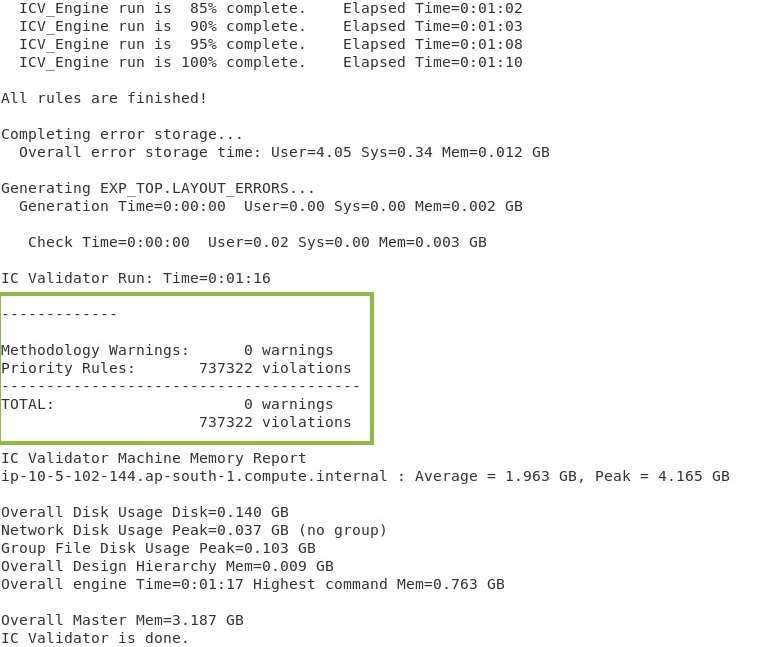 ICV_Engine run is  85% complete.    Elapsed Time=0:01:02
ICV_Engine run is  90% complete.    Elapsed Time=0:01:03
ICV_Engine run is  95% complete.    Elapsed Time=0:01:08
ICV_Engine run is 100% complete.    Elapsed Time=0:01:10
All rules are finished!
Completing error storage...
Overall error storage time: User=4.05 Sys=0.34 Mem=0.012 GB
Generating EXP_TOP.LAYOUT_ERRORS...
Generation Time=0:00:00  User=0.00 Sys=0.00 Mem=0.002 GB
Check Time=0:00:00  User=0.02 Sys=0.00 Mem=0.003 GB
IC Validator Run: Time=0:01:16
-------------
Methodology Warnings:      0 warnings
Priority Rules:       737322 violations
----------------------------------------
TOTAL:                     0 warnings
737322 violations
IC Validator Machine Memory Report
ip-10-5-102-144.ap-south-1.compute.internal : Average = 1.963 GB, Peak = 4.165 GB
Overall Disk Usage Disk=0.140 GB
Network Disk Usage Peak=0.037 GB (no group)
Group File Disk Usage Peak=0.103 GB
Overall Design Hierarchy Mem=0.009 GB
Overall engine Time=0:01:17 Highest command Mem=0.763 GB
Overall Master Mem=3.187 GB
IC Validator is done.